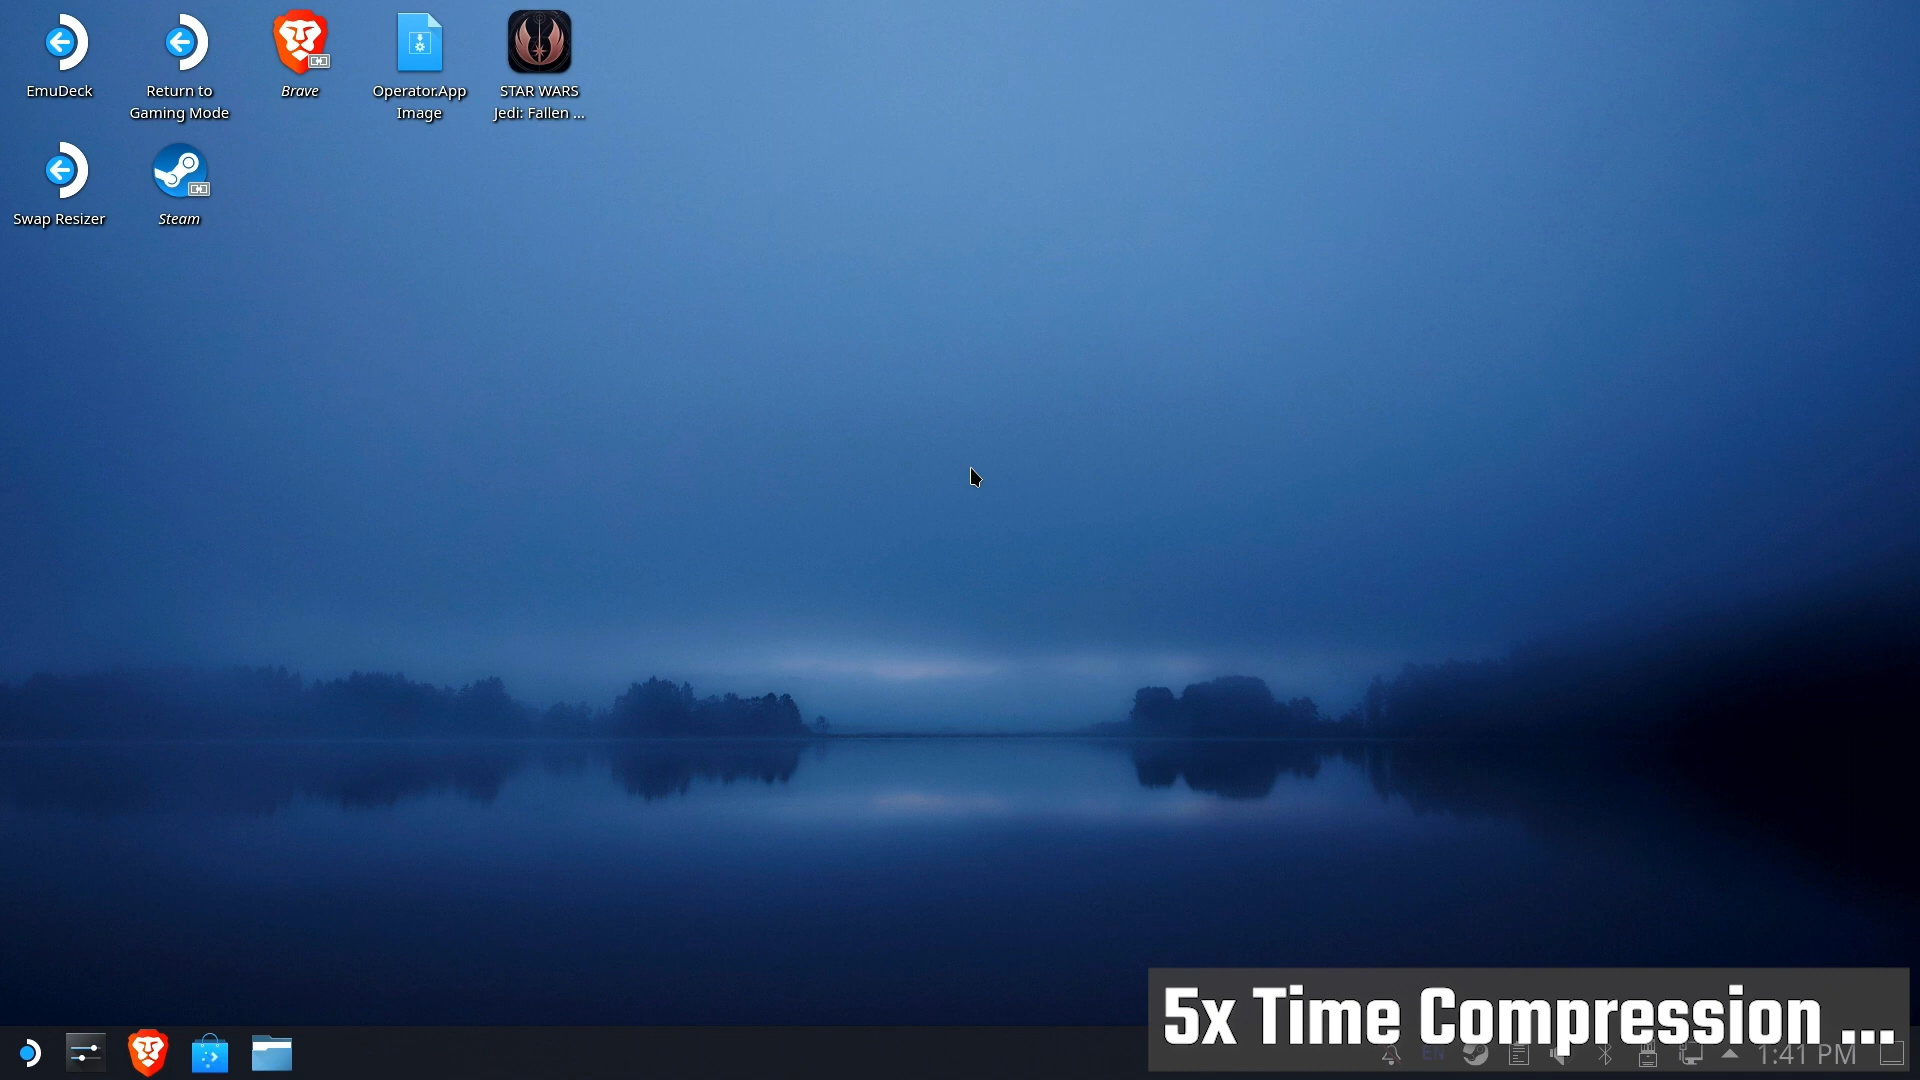 EmuDeck
Return to
Gaming Mode
Brave
Operator.App
Image
STAR WARS
Jedi: Fallen ...
Swap Resizer
Steam
5x Time Compression ...
EN
1:41 PM